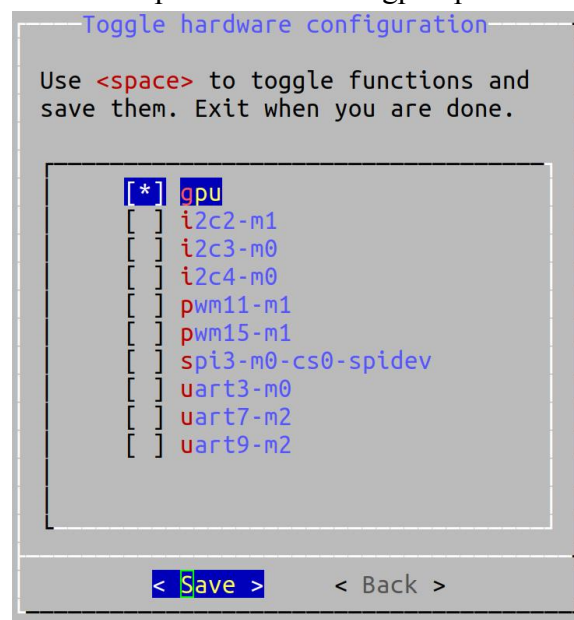 Toggle hardware configuration
Use <space> to toggle functions and
save them. Exit when you are done.
[*] gpu
[ ] i2c2-m1
[ ] i2c3-m0
[ ] i2c4-m0
[ ] pwm11-m1
[ ] pwm15-m1
[ ] spi3-m0-cs0-spidev
[ ] uart3-m0
[ ] uart7-m2
[ ] uart9-m2
< Save > < Back >